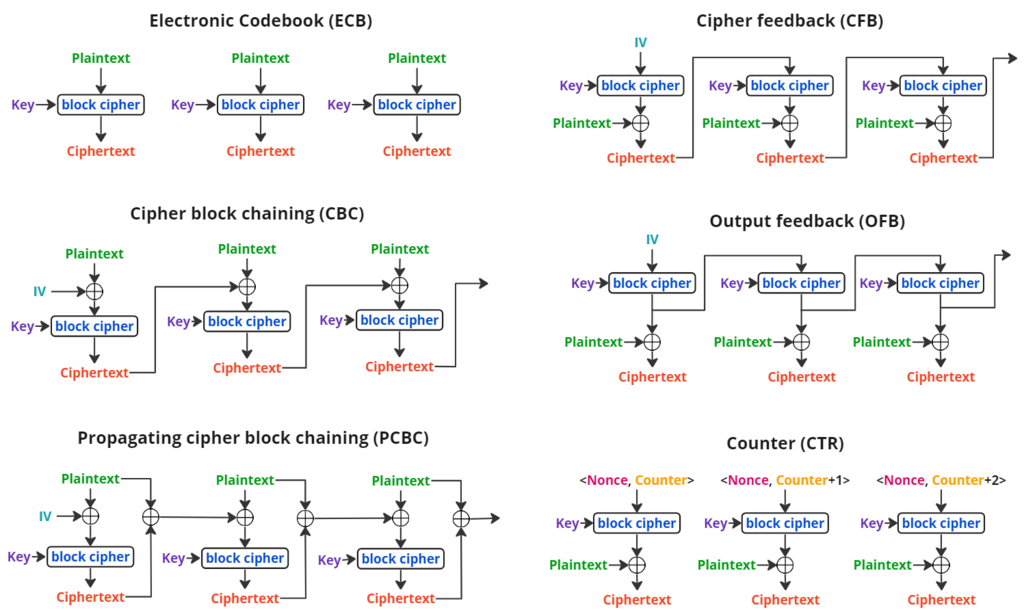 Electronic Codebook (ECB)
Plaintext Plaintext Plaintext
Key block cipher Key block cipher Key block cipher
Ciphertext Ciphertext Ciphertext
Cipher feedback (CFB)
IV
Key block cipher Key block cipher Key block cipher
Plaintext Plaintext Plaintext
Ciphertext Ciphertext Ciphertext
Cipher block chaining (CBC)
Plaintext Plaintext Plaintext
IV
Key block cipher Key block cipher Key block cipher
Ciphertext Ciphertext Ciphertext
Output feedback (OFB)
IV
Key block cipher Key block cipher Key block cipher
Plaintext Plaintext Plaintext
Ciphertext Ciphertext Ciphertext
Propagating cipher block chaining (PCBC)
Plaintext Plaintext Plaintext
IV
Key block cipher Key block cipher Key block cipher
Ciphertext Ciphertext Ciphertext
Counter (CTR)
<Nonce, Counter> <Nonce, Counter+1> <Nonce, Counter+2>
Key block cipher Key block cipher Key block cipher
Plaintext Plaintext Plaintext
Ciphertext Ciphertext Ciphertext